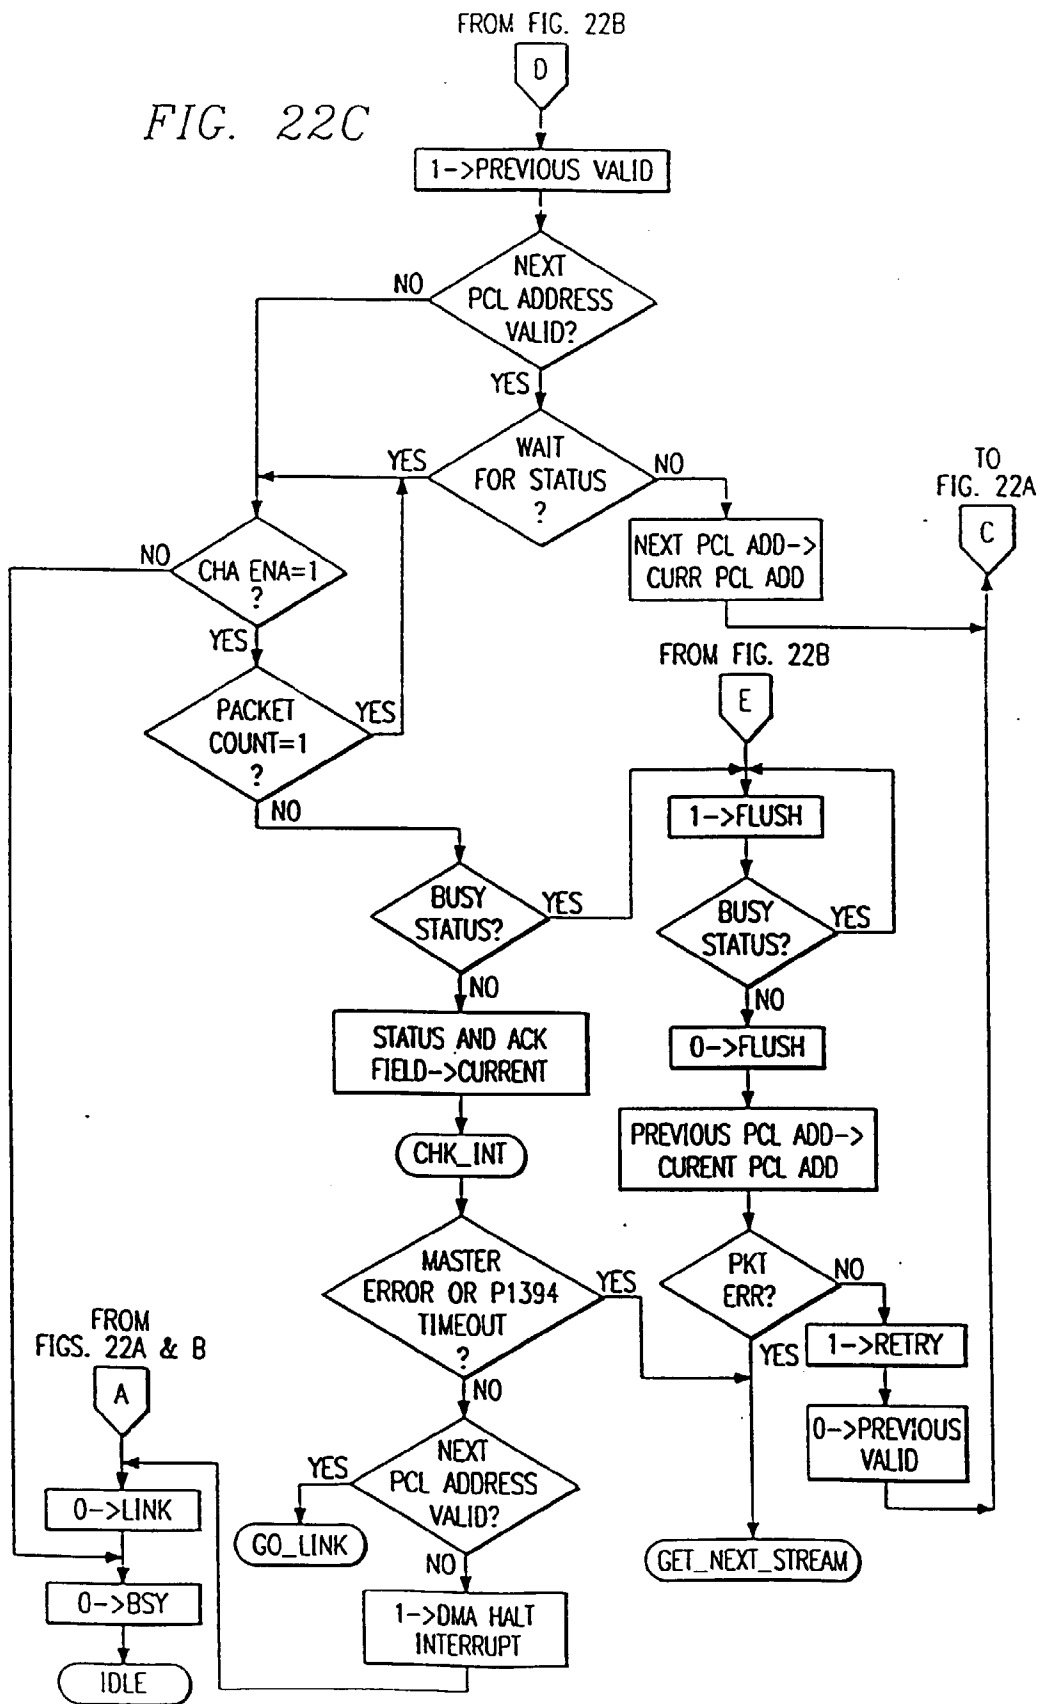 FROM FIG. 22B
D
FIG. 22C
1->PREVIOUS VALID
NEXT
PCL ADDRESS
VALID?
NO
YES
WAIT
FOR STATUS
?
YES
NO
NEXT PCL ADD->
CURR PCL ADD
TO
FIG. 22A
C
CHA ENA=1
?
NO
YES
PACKET
COUNT=1
?
YES
NO
FROM FIG. 22B
E
1->FLUSH
BUSY
STATUS?
YES
NO
BUSY
STATUS?
YES
NO
STATUS AND ACK
FIELD->CURRENT
0->FLUSH
CHK_INT
PREVIOUS PCL ADD->
CURENT PCL ADD
MASTER
ERROR OR P1394
TIMEOUT
?
YES
NO
PKT
ERR?
NO
YES
1->RETRY
0->PREVIOUS
VALID
FROM
FIGS. 22A & B
A
NEXT
PCL ADDRESS
VALID?
YES
NO
0->LINK
GO_LINK
GET_NEXT_STREAM
0->BSY
1->DMA HALT
INTERRUPT
IDLE